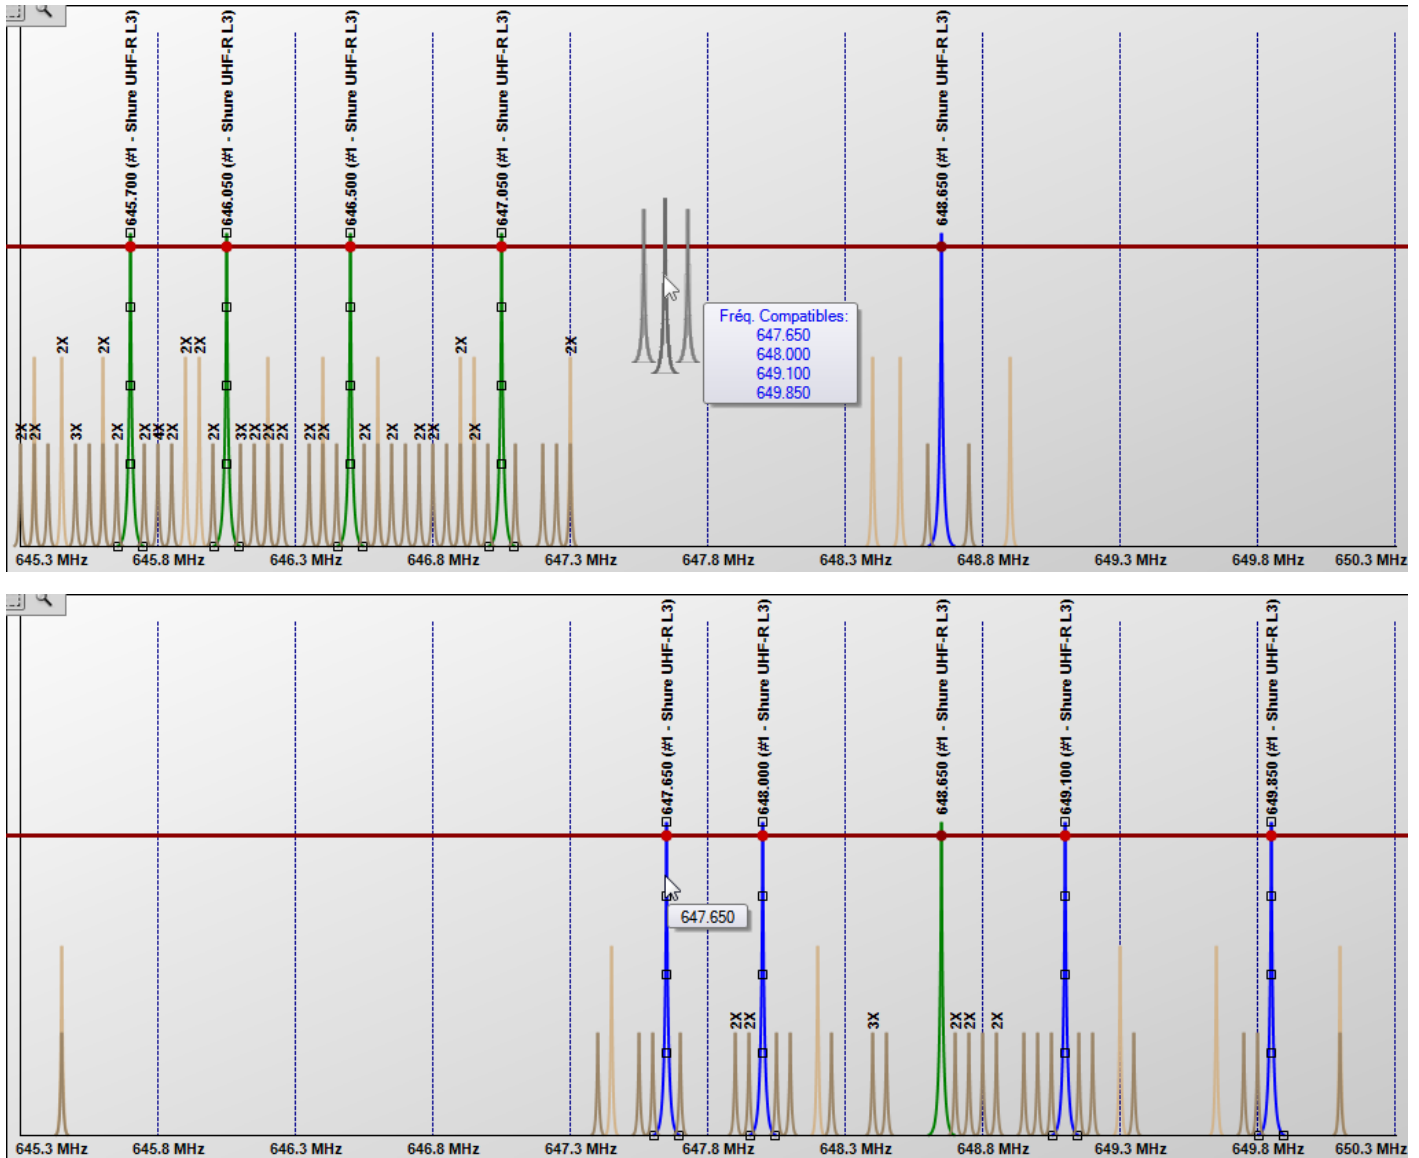 645.700 (#1 - Shure UHF-R L3)
646.050 (#1 - Shure UHF-R L3)
646.500 (#1 - Shure UHF-R L3)
647.050 (#1 - Shure UHF-R L3)
648.650 (#1 - Shure UHF-R L3)
Fréq. Compatibles:
647.650
648.000
649.100
649.850
2X 2X 2X 2X 2X 2X
2X 2X 3X 2X 2X 4X 2X 2X 3X 2X 2X 2X 2X 2X 2X 2X 2X 2X 2X
645.3 MHz 645.8 MHz 646.3 MHz 646.8 MHz 647.3 MHz 647.8 MHz 648.3 MHz 648.8 MHz 649.3 MHz 649.8 MHz 650.3 MHz
647.650 (#1 - Shure UHF-R L3)
648.000 (#1 - Shure UHF-R L3)
648.650 (#1 - Shure UHF-R L3)
649.100 (#1 - Shure UHF-R L3)
649.850 (#1 - Shure UHF-R L3)
647.650
2X 2X 3X 2X 2X 2X
645.3 MHz 645.8 MHz 646.3 MHz 646.8 MHz 647.3 MHz 647.8 MHz 648.3 MHz 648.8 MHz 649.3 MHz 649.8 MHz 650.3 MHz